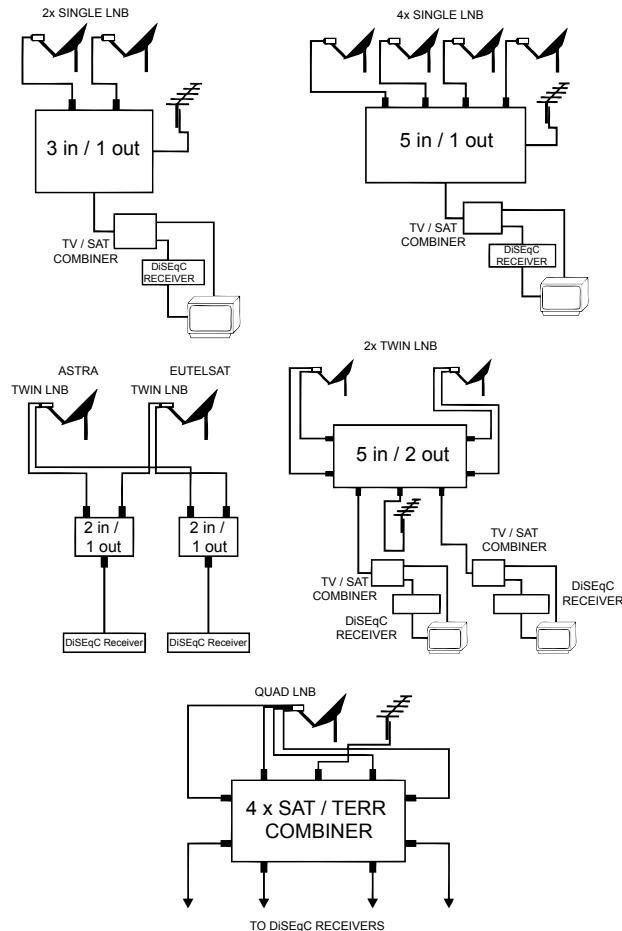 2x SINGLE LNB
3 in / 1 out
TV / SAT
COMBINER
DiSEqC
RECEIVER
4x SINGLE LNB
5 in / 1 out
TV / SAT
COMBINER
DiSEqC
RECEIVER
ASTRA
EUTELSAT
TWIN LNB
TWIN LNB
2 in /
1 out
2 in /
1 out
DiSEqC Receiver
DiSEqC Receiver
2x TWIN LNB
5 in / 2 out
TV / SAT
COMBINER
DiSEqC
RECEIVER
TV / SAT
COMBINER
DiSEqC
RECEIVER
QUAD LNB
4 x SAT / TERR
COMBINER
TO DiSEqC RECEIVERS